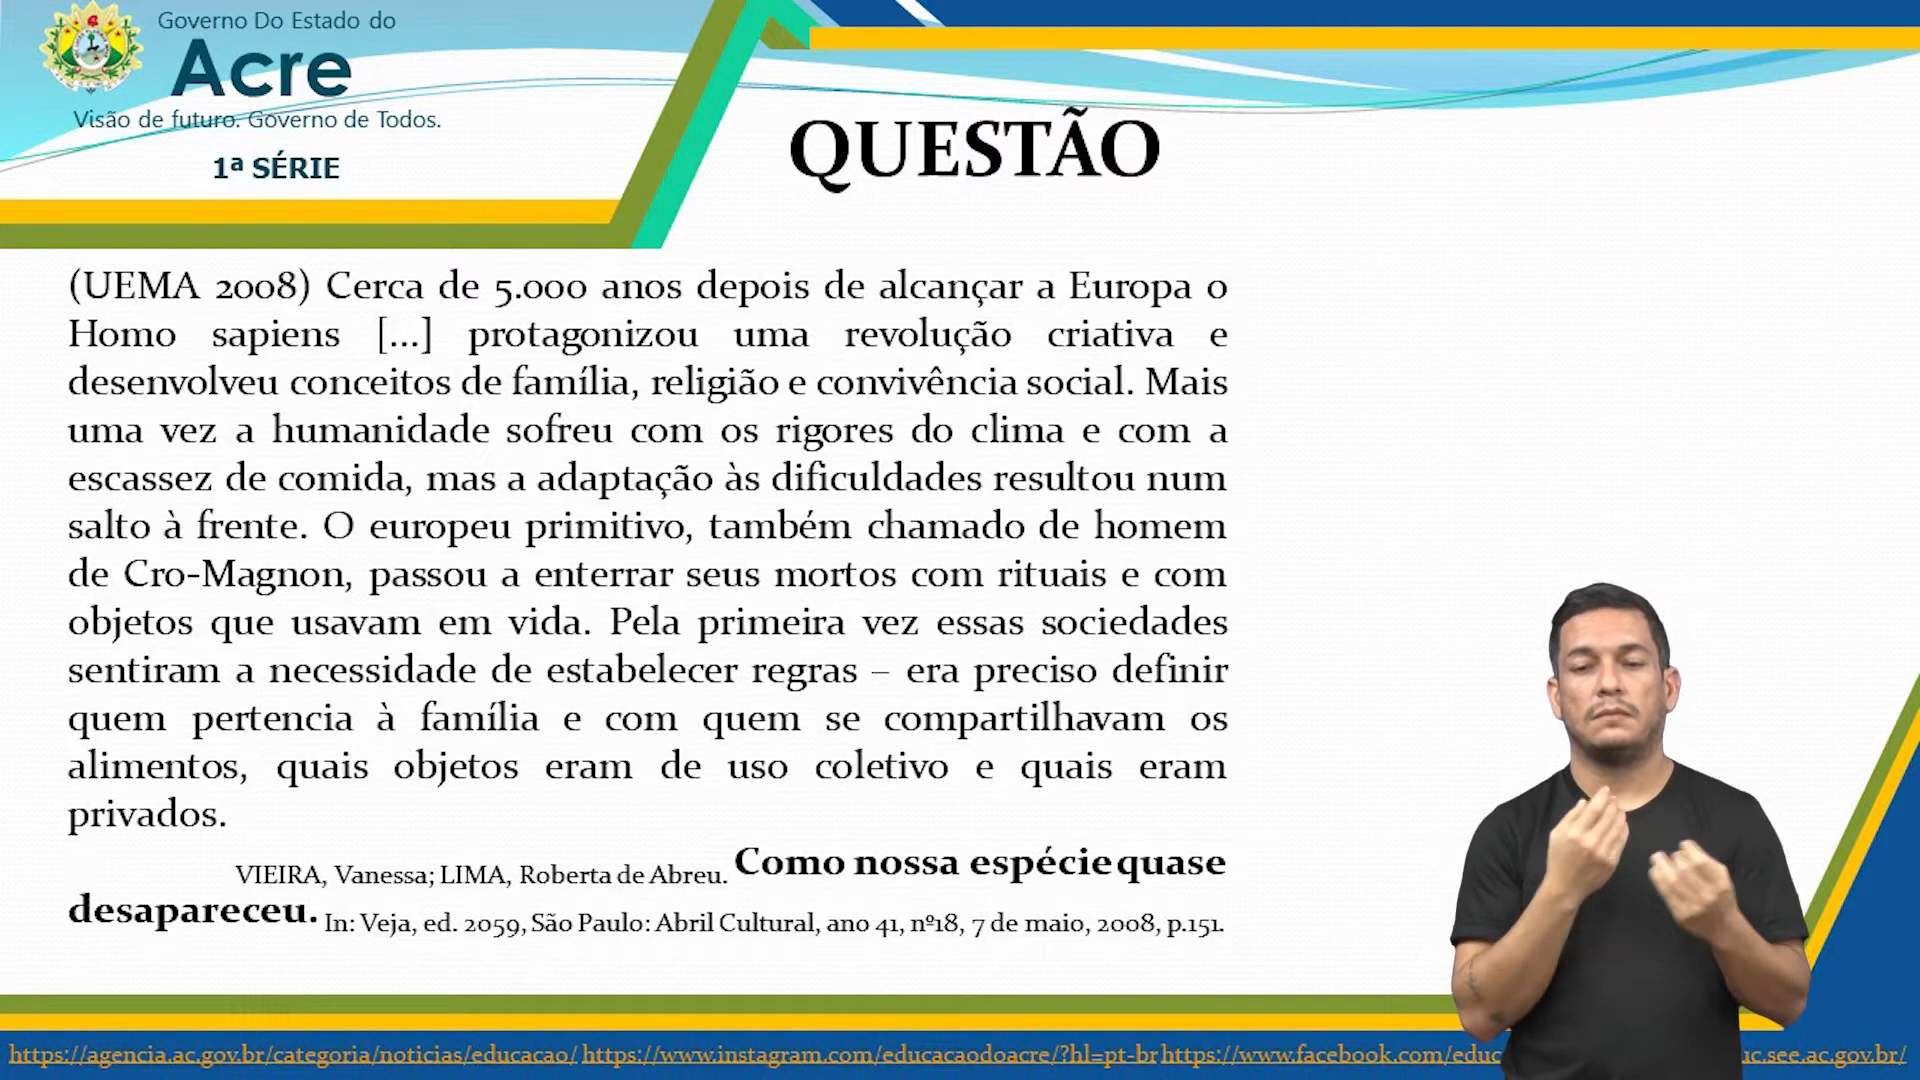 Governo Do Estado do
Acre
Visão de futuro. Governo de Todos.
1ª SÉRIE
QUESTÃO
(UEMA 2008) Cerca de 5.000 anos depois de alcançar a Europa o
Homo sapiens [...] protagonizou uma revolução criativa e
desenvolveu conceitos de família, religião e convivência social. Mais
uma vez a humanidade sofreu com os rigores do clima e com a
escassez de comida, mas a adaptação às dificuldades resultou num
salto à frente. O europeu primitivo, também chamado de homem
de Cro-Magnon, passou a enterrar seus mortos com rituais e com
objetos que usavam em vida. Pela primeira vez essas sociedades
sentiram a necessidade de estabelecer regras – era preciso definir
quem pertencia à família e com quem se compartilhavam os
alimentos, quais objetos eram de uso coletivo e quais eram
privados.
VIEIRA, Vanessa; LIMA, Roberta de Abreu. Como nossa espécie quase
desapareceu. In: Veja, ed. 2059, São Paulo: Abril Cultural, ano 41, nº18, 7 de maio, 2008, p.151.
https://agencia.ac.gov.br/categoria/noticias/educacao/ https://www.instagram.com/educacaodoacre/?hl=pt-br https://www.facebook.com/educ uc.see.ac.gov.br/